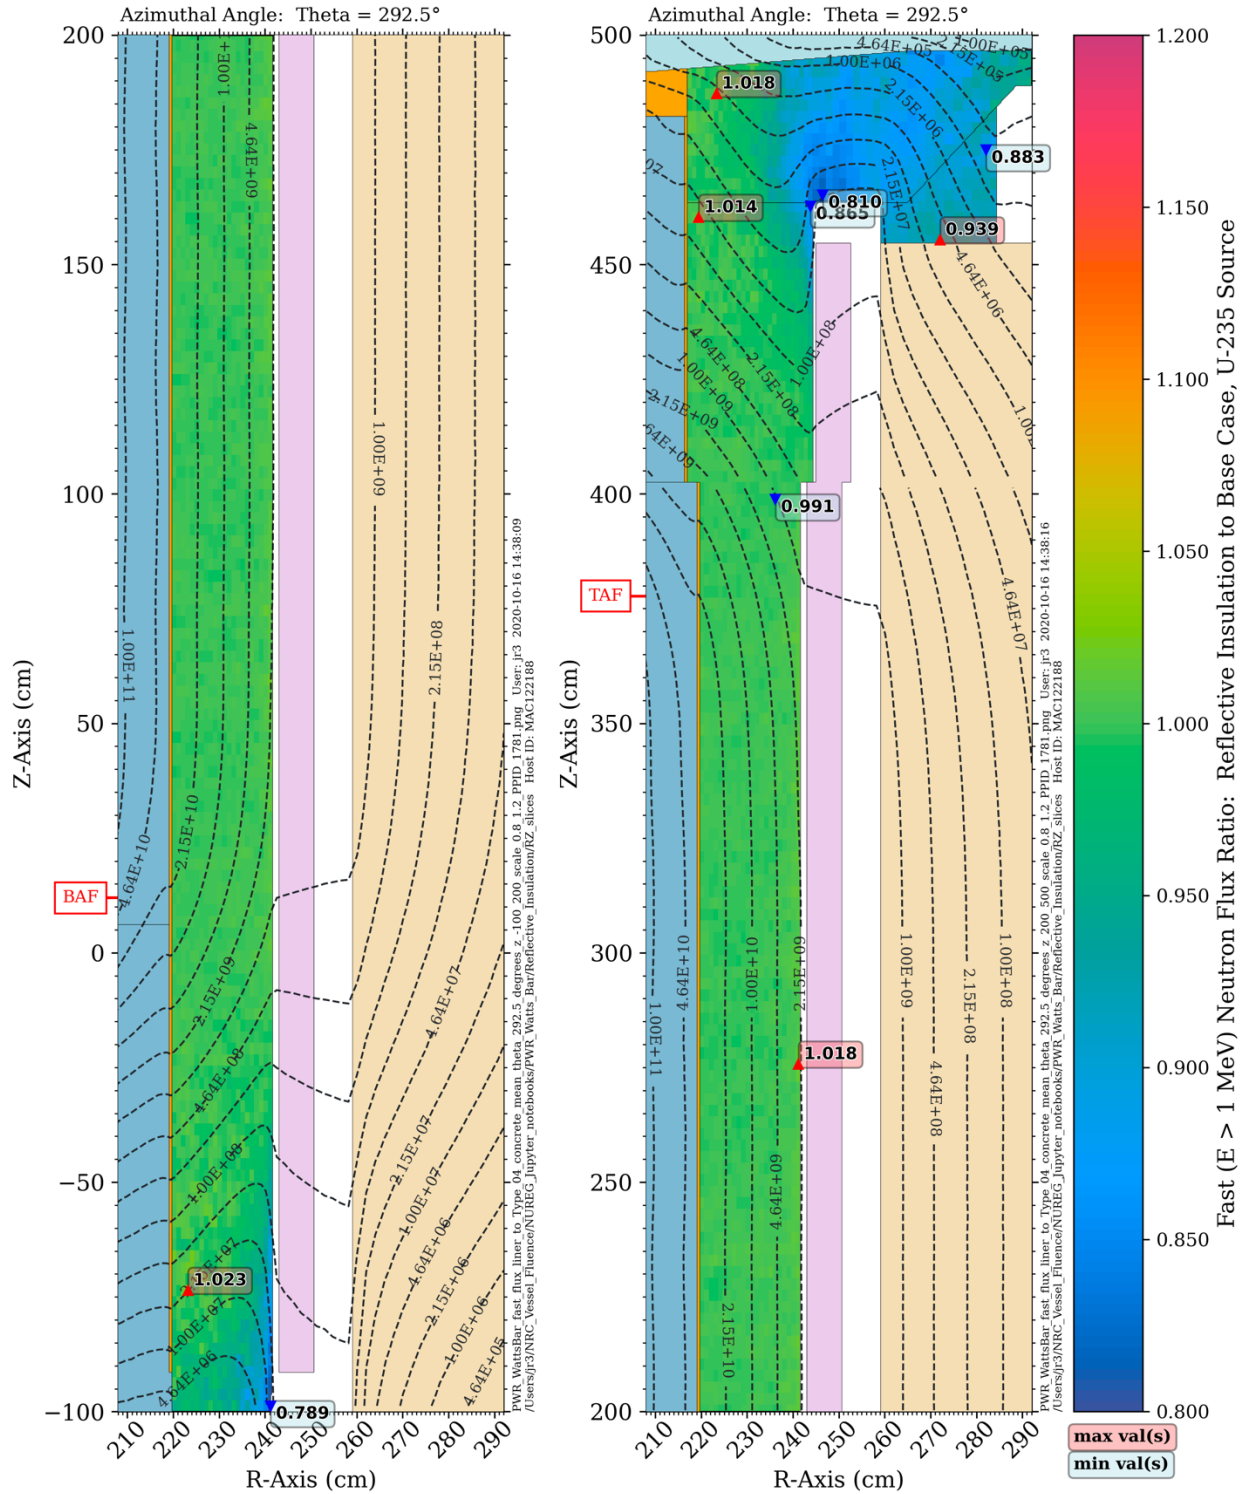 Azimuthal Angle:  Theta = 292.5°
200
150
100
50
0
−50
−100
Z-Axis (cm)
BAF
1.00E+
4.64E+09
1.00E+09
1.00E+11
2.15E+08
2.15E+10
4.64E+10
2.15E+09
4.64E+07
4.64E+08
1.00E+08
2.15E+07
1.00E+07
4.64E+06
2.15E+06
1.00E+06
4.64E+05
1.00E+07
4.64E+06
1.023
0.789
210
220
230
240
250
260
270
280
290
R-Axis (cm)
PWR_WattsBar_fast_flux_liner_to_Type_04_concrete_mean_theta_292.5_degrees_z_-100_200_scale_0.8_1.2_PPID_1781.png   User: jr3  2020-10-16 14:38:09
/Users/jr3/NRC_Vessel_Fluence/NUREG_Jupyter_notebooks/PWR_Watts_Bar/Reflective_Insulation/RZ_slices  Host ID: MAC122188
Azimuthal Angle:  Theta = 292.5°
500
450
400
350
300
250
200
Z-Axis (cm)
TAF
4.64E+05
1.00E+05
2.15E+05
1.00E+06
2.15E+06
2.15E+07
4.64E+06
1.018
0.883
1.014
0.810
0.865
0.939
07
4.64E+08
1.00E+09
2.15E+08
1.00E+08
2.15E+09
64E+09
1.00
0.991
4.64E+07
1.00E+11
4.64E+10
1.00E+10
2.15E+09
1.00E+09
2.15E+08
1.00E+08
1.018
4.64E+08
4.64E+09
2.15E+10
210
220
230
240
250
260
270
280
290
R-Axis (cm)
PWR_WattsBar_fast_flux_liner_to_Type_04_concrete_mean_theta_292.5_degrees_z_200_500_scale_0.8_1.2_PPID_1781.png   User: jr3  2020-10-16 14:38:16
/Users/jr3/NRC_Vessel_Fluence/NUREG_Jupyter_notebooks/PWR_Watts_Bar/Reflective_Insulation/RZ_slices  Host ID: MAC122188
1.200
1.150
1.100
1.050
1.000
0.950
0.900
0.850
0.800
Fast (E > 1 MeV) Neutron Flux Ratio:  Reflective Insulation to Base Case, U-235 Source
max val(s)
min val(s)